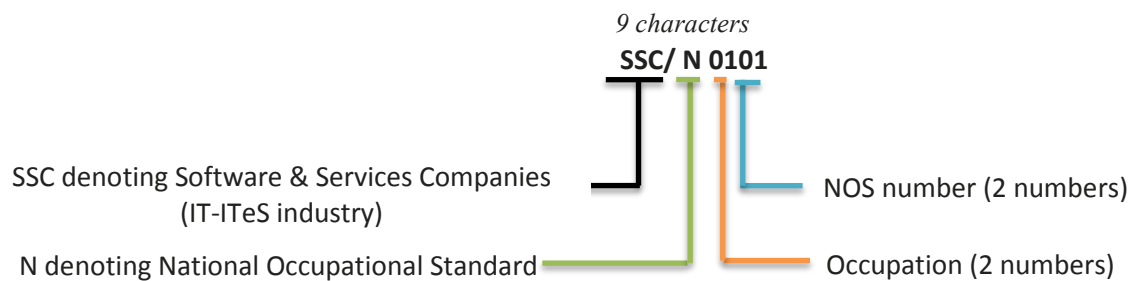 9 characters
SSC/ N 0101
SSC denoting Software & Services Companies
(IT-ITeS industry)
NOS number (2 numbers)
N denoting National Occupational Standard
Occupation (2 numbers)